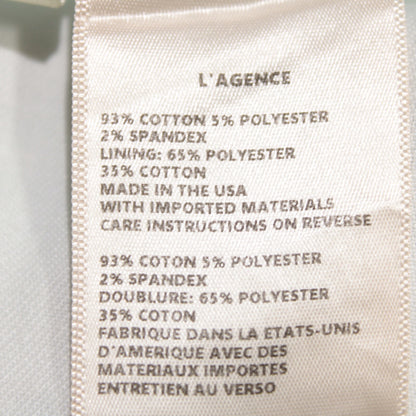 L'AGENCE
93% COTTON 5% POLYESTER
2% SPANDEX
LINING: 65% POLYESTER
35% COTTON
MADE IN THE USA
WITH IMPORTED MATERIALS
CARE INSTRUCTIONS ON REVERSE
93% COTON 5% POLYESTER
2% SPANDEX
DOUBLURE: 65% POLYESTER
35% COTON
FABRIQUE DANS LA ETATS-UNIS
D'AMERIQUE AVEC DES
MATERIAUX IMPORTES
ENTRETIEN AU VERSO